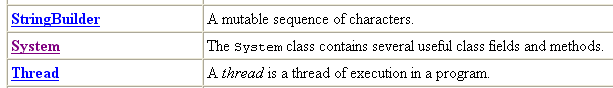 StringBuilder A mutable sequence of characters.
System The System class contains several useful class fields and methods.
Thread A thread is a thread of execution in a program.